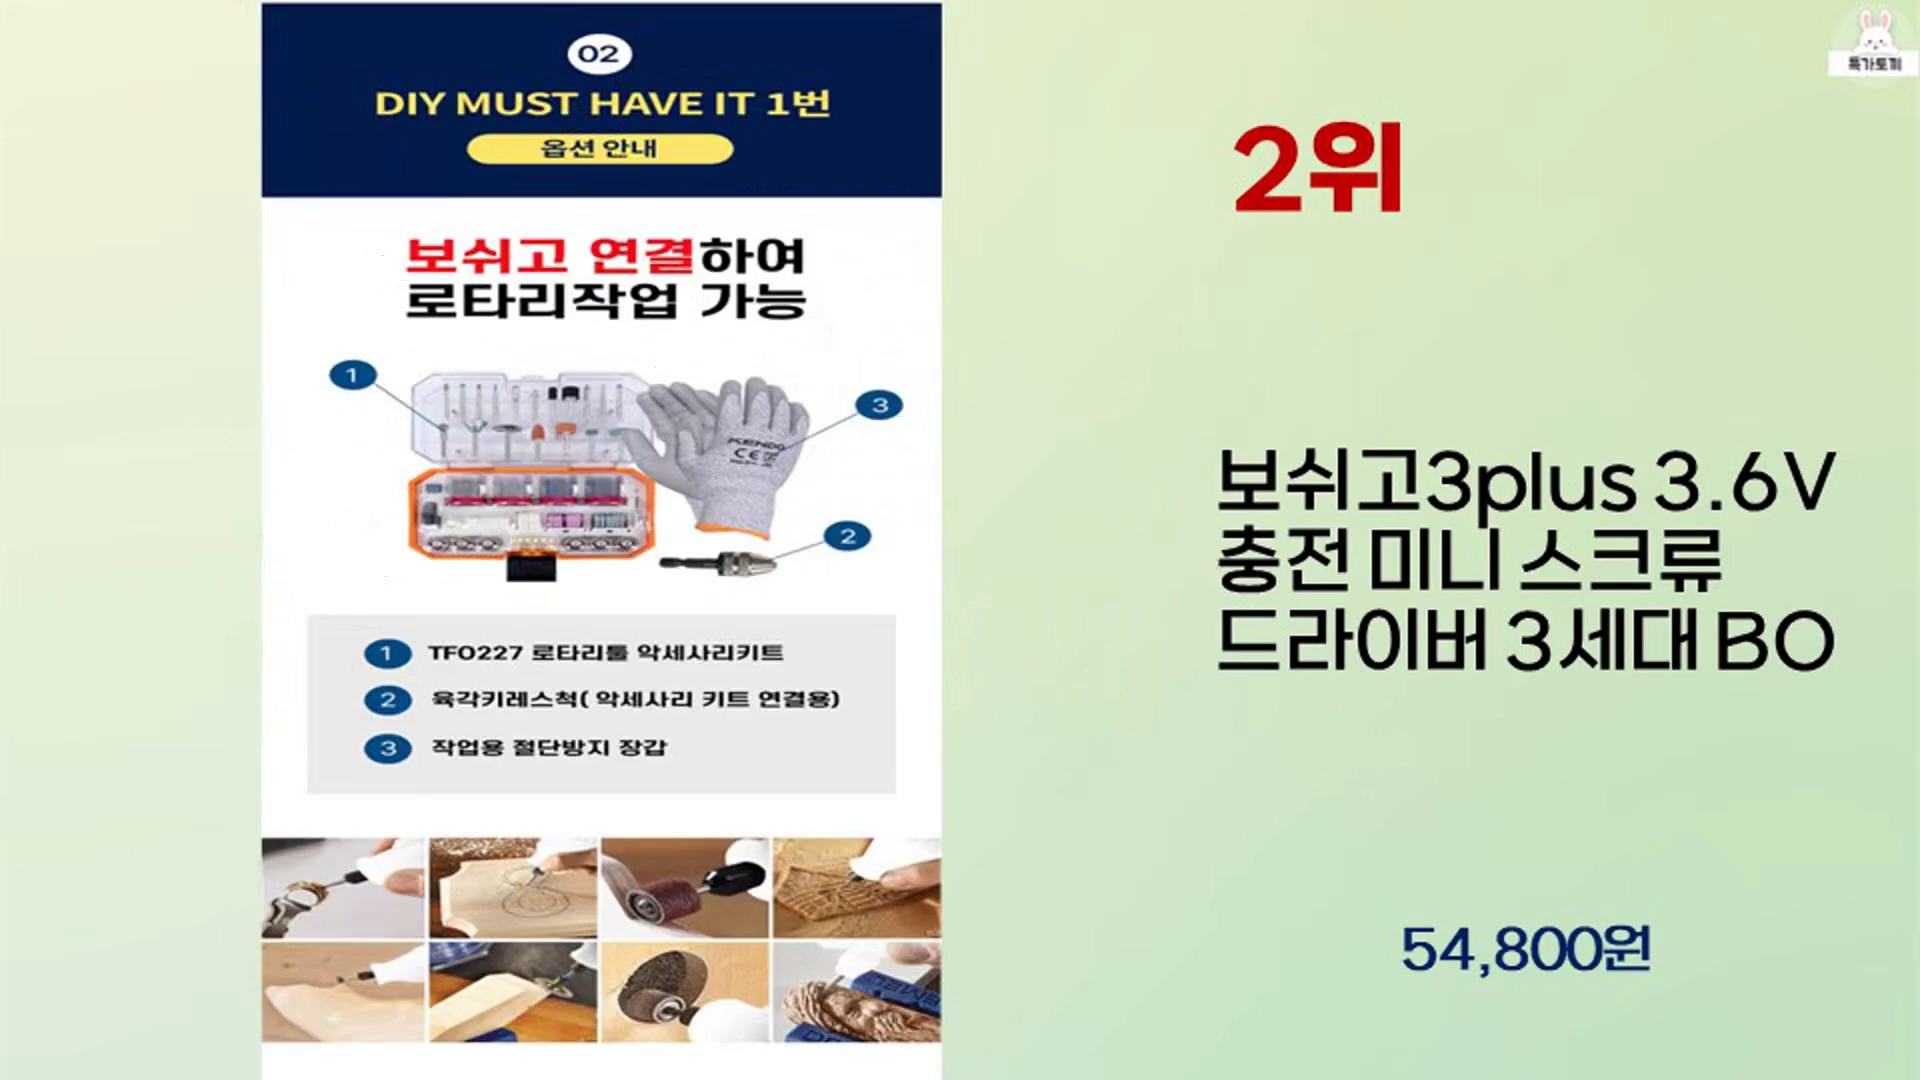 02
DIY MUST HAVE IT 1번
옵션 안내
보쉬고 연결하여
로타리작업 가능
1
3
KENDO
CE
2
1 TFO227 로타리툴 악세사리키트
2 육각키레스척( 악세사리 키트 연결용)
3 작업용 절단방지 장갑
특가토끼
2위
보쉬고3plus 3.6V
충전 미니 스크류
드라이버 3세대 BO
54,800원